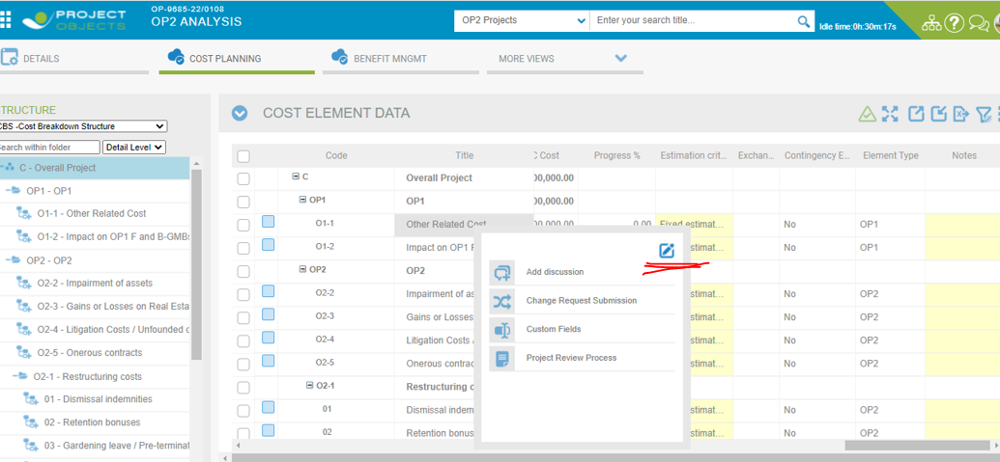 PROJECT OBJECTS
OP-9685-22/0108
OP2 ANALYSIS
OP2 Projects
Enter your search title...
Idle time:0h:30m:17s
DETAILS
COST PLANNING
BENEFIT MNGMT
MORE VIEWS
TRUCTURE
CBS -Cost Breakdown Structure
Search within folder
Detail Level
C - Overall Project
OP1 - OP1
O1-1 - Other Related Cost
O1-2 - Impact on OP1 F and B-GMBs
OP2 - OP2
O2-2 - Impairment of assets
O2-3 - Gains or Losses on Real Esta
O2-4 - Litigation Costs / Unfounded c
O2-5 - Onerous contracts
O2-1 - Restructuring costs
01 - Dismissal indemnities
02 - Retention bonuses
03 - Gardening leave / Pre-terminat
COST ELEMENT DATA
Code Title C Cost Progress % Estimation crit... Exchan... Contingency E... Element Type Notes
C Overall Project 00,000.00
OP1 OP1 00,000.00
O1-1 Other Related Cost 00,000.00 0.00 Fixed estimat... No OP1
O1-2 Impact on OP1 F estimat... No OP1
OP2 OP2
O2-2 Impairment of as estimat... No OP2
O2-3 Gains or Losses estimat... No OP2
O2-4 Litigation Costs / estimat... No OP2
O2-5 Onerous contrac estimat... No OP2
O2-1 Restructuring c
01 Dismissal indem estimat... No OP2
02 Retention bonus estimat... No OP2
Add discussion
Change Request Submission
Custom Fields
Project Review Process